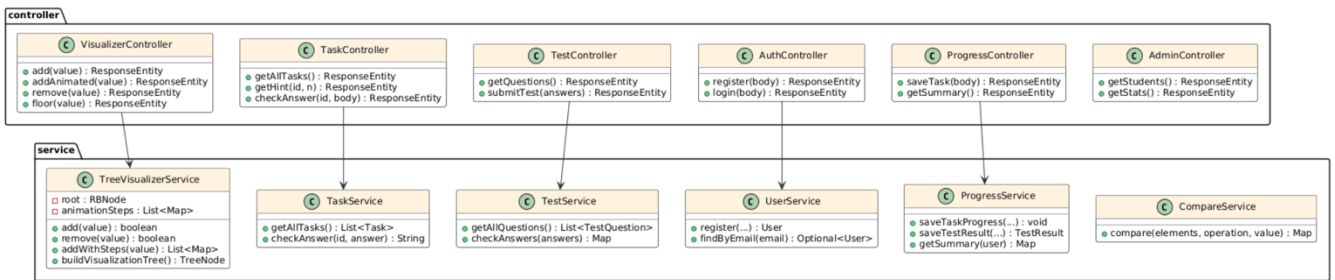 controller
C VisualizerController
add(value) : ResponseEntity
addAnimated(value) : ResponseEntity
remove(value) : ResponseEntity
floor(value) : ResponseEntity
C TaskController
getAllTasks() : ResponseEntity
getHint(id, n) : ResponseEntity
checkAnswer(id, body) : ResponseEntity
C TestController
getQuestions() : ResponseEntity
submitTest(answers) : ResponseEntity
C AuthController
register(body) : ResponseEntity
login(body) : ResponseEntity
C ProgressController
saveTask(body) : ResponseEntity
getSummary() : ResponseEntity
C AdminController
getStudents() : ResponseEntity
getStats() : ResponseEntity
service
C TreeVisualizerService
root : RBNode
animationSteps : List<Map>
add(value) : boolean
remove(value) : boolean
addWithSteps(value) : List<Map>
buildVisualizationTree() : TreeNode
C TaskService
getAllTasks() : List<Task>
checkAnswer(id, answer) : String
C TestService
getAllQuestions() : List<TestQuestion>
checkAnswers(answers) : Map
C UserService
register(...) : User
findByEmail(email) : Optional<User>
C ProgressService
saveTaskProgress(...) : void
saveTestResult(...) : TestResult
getSummary(user) : Map
C CompareService
compare(elements, operation, value) : Map